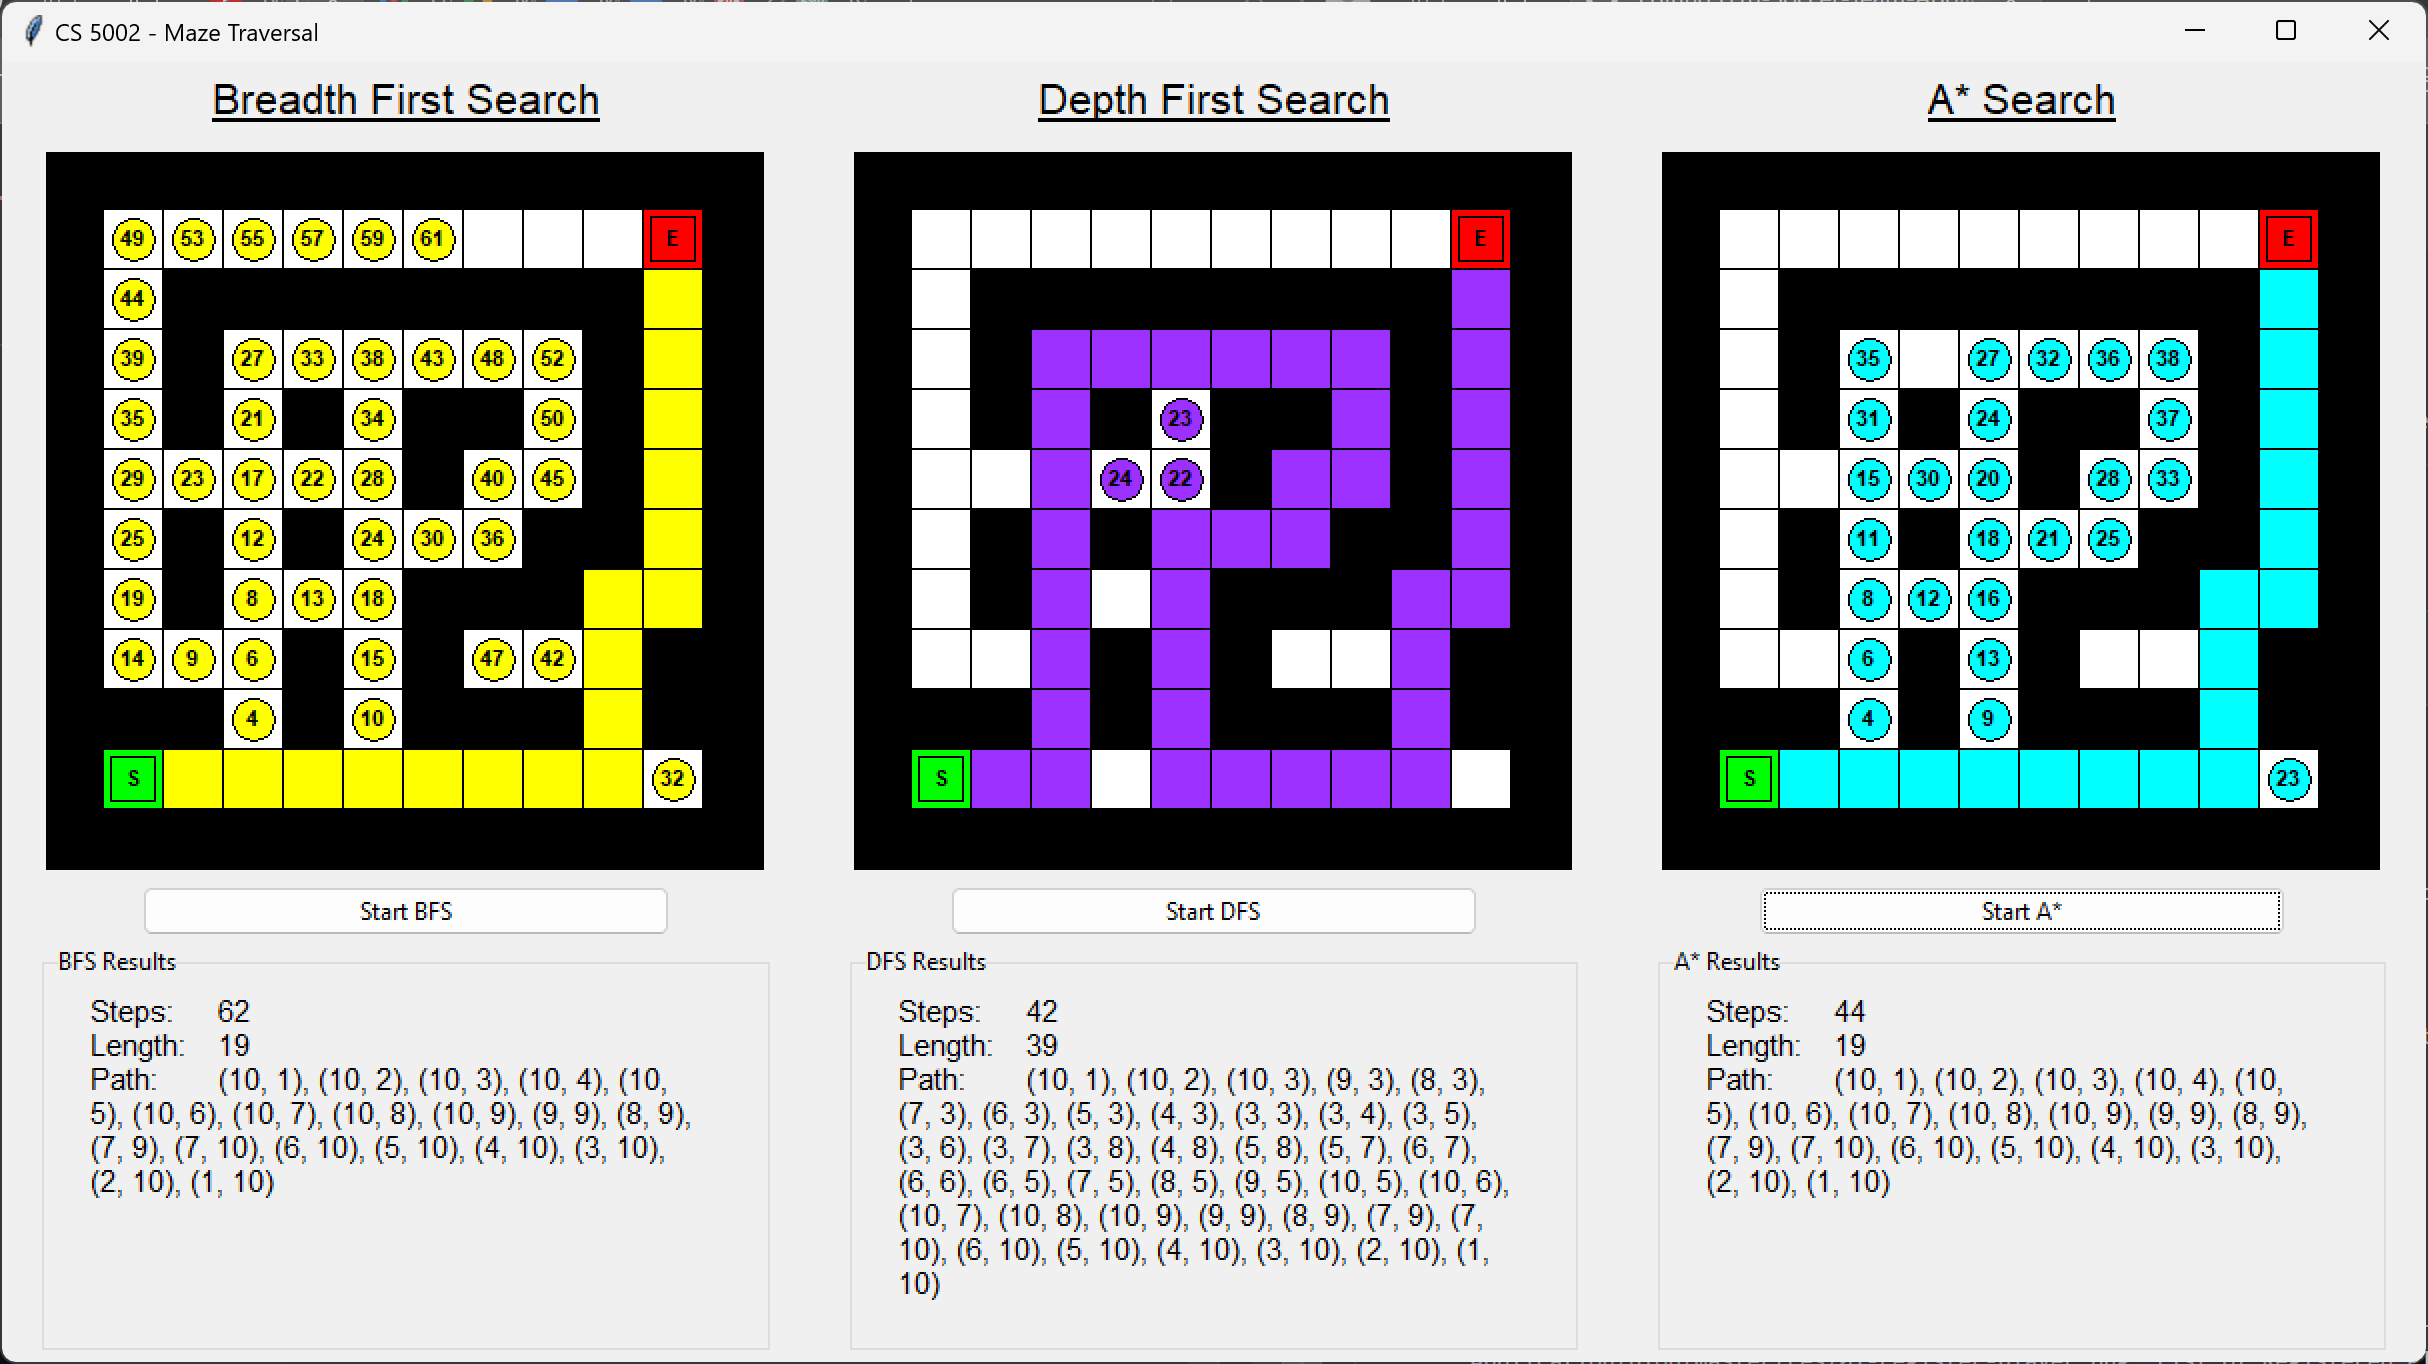 CS 5002 - Maze Traversal
Breadth First Search
Depth First Search
A* Search
49 53 55 57 59 61 E
44
39 27 33 38 43 48 52
35 21 34 50
29 23 17 22 28 40 45
25 12 24 30 36
19 8 13 18
14 9 6 15 47 42
4 10
S 32
E
23
24 22
S
E
35 27 32 36 38
31 24 37
15 30 20 28 33
11 18 21 25
8 12 16
6 13
4 9
S 23
Start BFS
Start DFS
Start A*
BFS Results
Steps: 62
Length: 19
Path: (10, 1), (10, 2), (10, 3), (10, 4), (10,
5), (10, 6), (10, 7), (10, 8), (10, 9), (9, 9), (8, 9),
(7, 9), (7, 10), (6, 10), (5, 10), (4, 10), (3, 10),
(2, 10), (1, 10)
DFS Results
Steps: 42
Length: 39
Path: (10, 1), (10, 2), (10, 3), (9, 3), (8, 3),
(7, 3), (6, 3), (5, 3), (4, 3), (3, 3), (3, 4), (3, 5),
(3, 6), (3, 7), (3, 8), (4, 8), (5, 8), (5, 7), (6, 7),
(6, 6), (6, 5), (7, 5), (8, 5), (9, 5), (10, 5), (10, 6),
(10, 7), (10, 8), (10, 9), (9, 9), (8, 9), (7, 9), (7,
10), (6, 10), (5, 10), (4, 10), (3, 10), (2, 10), (1,
10)
A* Results
Steps: 44
Length: 19
Path: (10, 1), (10, 2), (10, 3), (10, 4), (10,
5), (10, 6), (10, 7), (10, 8), (10, 9), (9, 9), (8, 9),
(7, 9), (7, 10), (6, 10), (5, 10), (4, 10), (3, 10),
(2, 10), (1, 10)